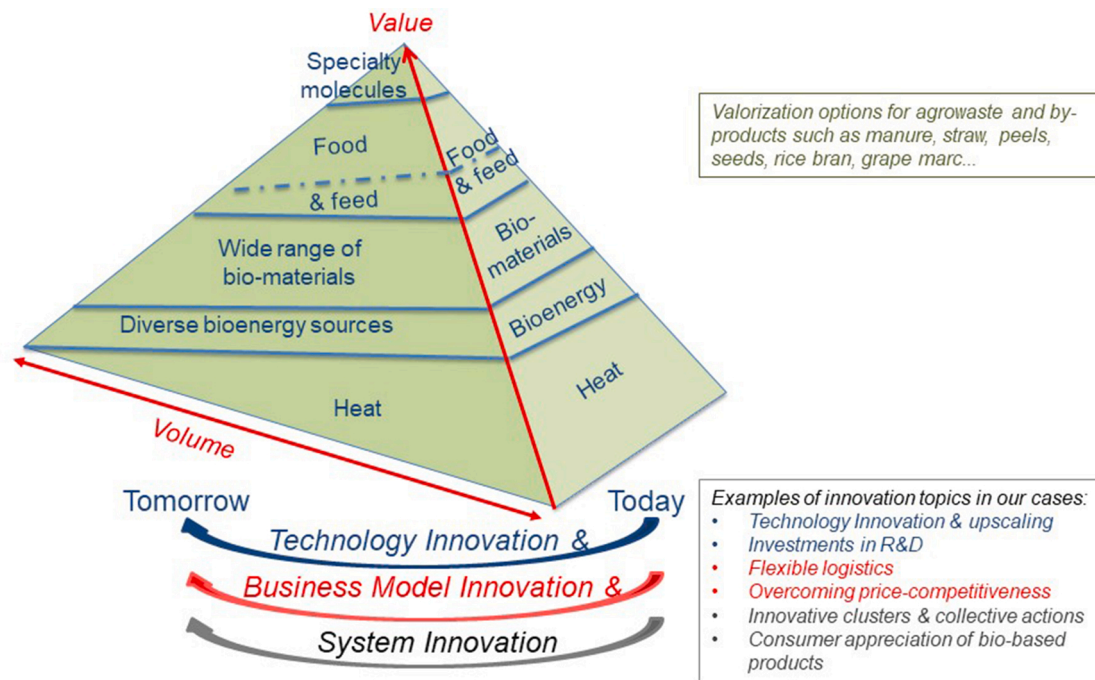 Value
Specialty
molecules
Food
& feed
Wide range of
bio-materials
Diverse bioenergy sources
Heat
Food
& feed
Bio-
materials
Bioenergy
Heat
Volume
Valorization options for agrowaste and by-
products such as manure, straw, peels,
seeds, rice bran, grape marc...
Tomorrow
Today
Technology Innovation &
Business Model Innovation &
System Innovation
Examples of innovation topics in our cases:
• Technology Innovation & upscaling
• Investments in R&D
• Flexible logistics
• Overcoming price-competitiveness
• Innovative clusters & collective actions
• Consumer appreciation of bio-based
products